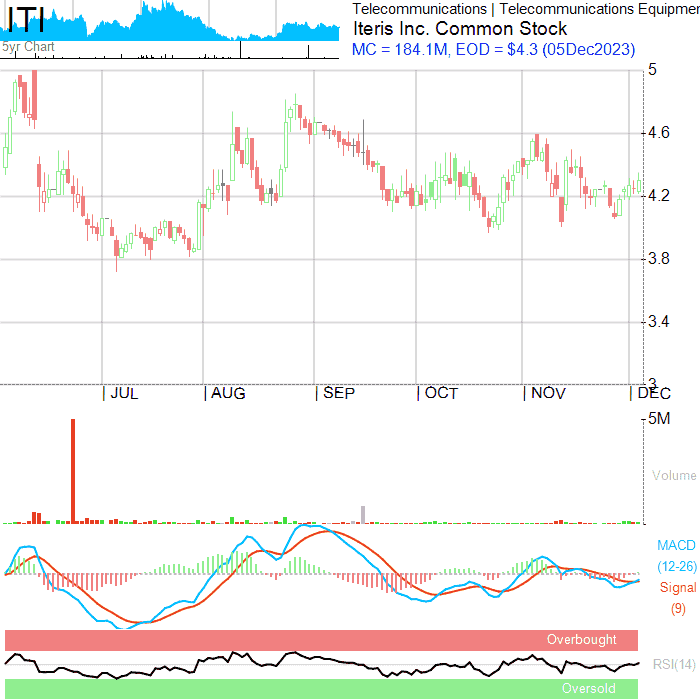 ITI
5yr Chart
Telecommunications | Telecommunications Equipmen
Iteris Inc. Common Stock
MC = 184.1M, EOD = $4.3 (05Dec2023)
5
4.6
4.2
3.8
3.4
3
| JUL | AUG | SEP | OCT | NOV | DEC
5M
Volume
MACD
(12-26)
Signal
(9)
Overbought
RSI(14)
Oversold